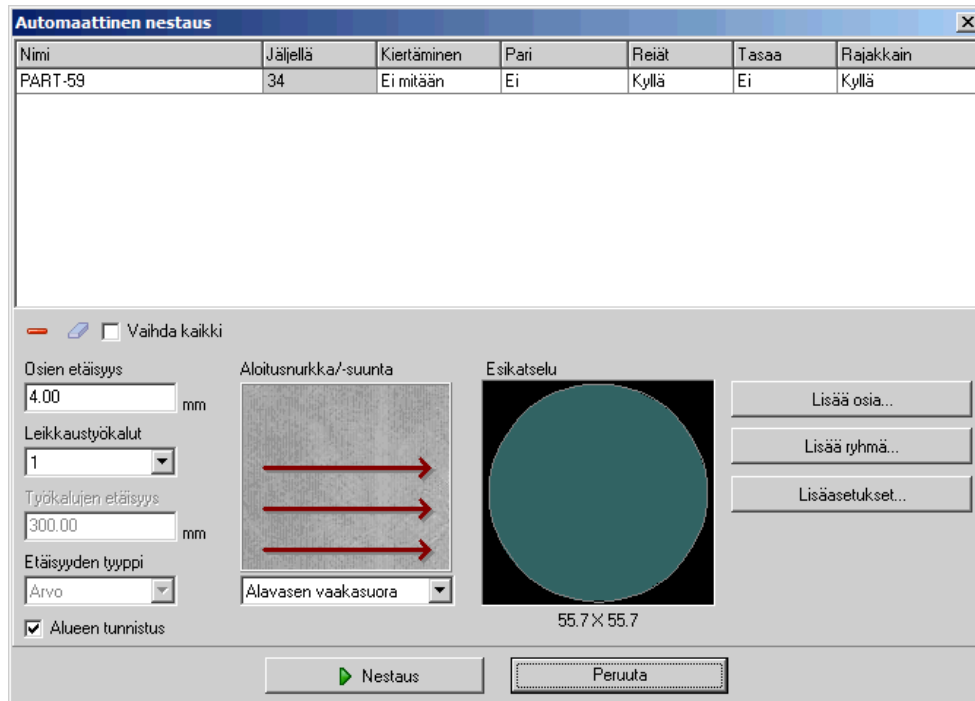 Automaattinen nestaus
Nimi Jäljellä Kiertäminen Pari Reiät Tasaa Rajakkain
PART-59 34 Ei mitään Ei Kyllä Ei Kyllä
Vaihda kaikki
Osien etäisyys
4.00 mm
Leikkaustyökalut
1
Työkalujen etäisyys
300.00 mm
Etäisyyden tyyppi
Arvo
Alueen tunnistus
Aloitusnurkka/-suunta
Alavasen vaakasuora
Esikatselu
55.7 X 55.7
Lisää osia...
Lisää ryhmä...
Lisäasetukset...
Nestaus
Peruuta